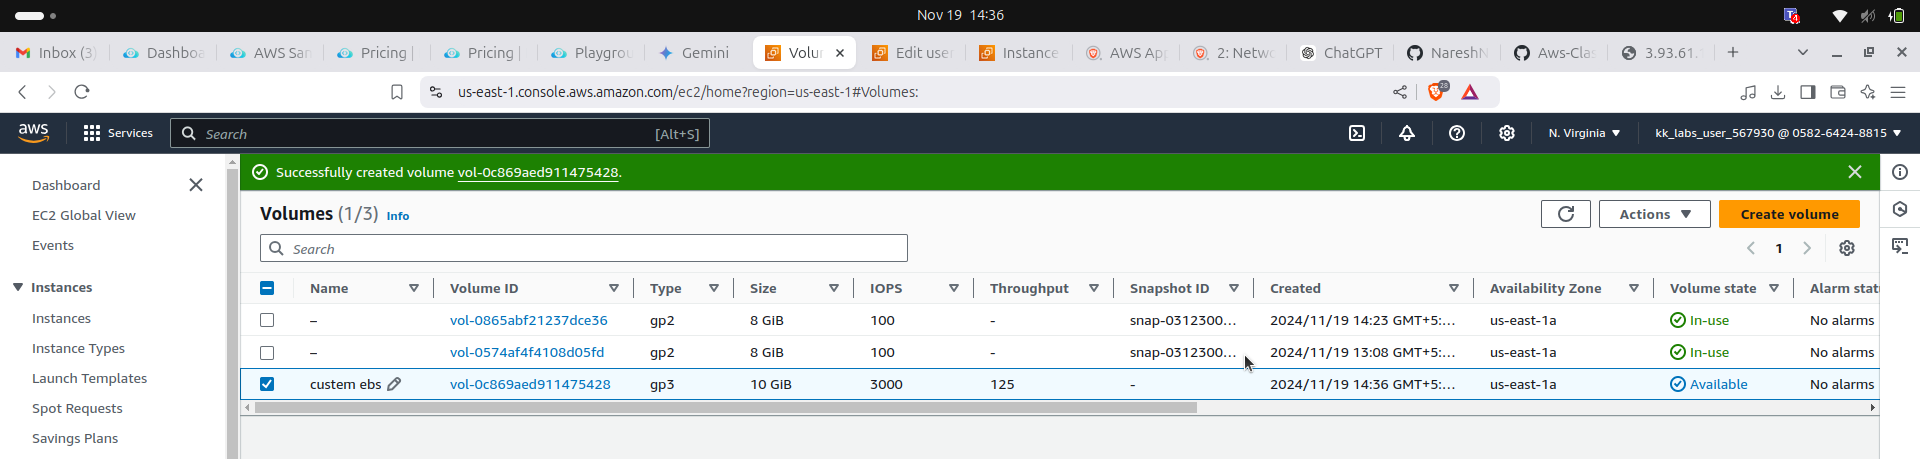 Nov 19 14:36
Inbox (3) Dashboa AWS San Pricing | Pricing | Playgrou Gemini Volu Edit user Instance AWS App 2: Netwo ChatGPT NareshN Aws-Clas 3.93.61.
us-east-1.console.aws.amazon.com/ec2/home?region=us-east-1#Volumes: 28
aws Services Search [Alt+S] N. Virginia kk_labs_user_567930 @ 0582-6424-8815
Dashboard
EC2 Global View
Events
Instances
Instances
Instance Types
Launch Templates
Spot Requests
Savings Plans
Successfully created volume vol-0c869aed911475428.
Volumes (1/3) Info Actions Create volume
Search 1
Name Volume ID Type Size IOPS Throughput Snapshot ID Created Availability Zone Volume state Alarm stat
– vol-0865abf21237dce36 gp2 8 GiB 100 - snap-0312300... 2024/11/19 14:23 GMT+5:... us-east-1a In-use No alarms
– vol-0574af4f4108d05fd gp2 8 GiB 100 - snap-0312300... 2024/11/19 13:08 GMT+5:... us-east-1a In-use No alarms
custem ebs vol-0c869aed911475428 gp3 10 GiB 3000 125 - 2024/11/19 14:36 GMT+5:... us-east-1a Available No alarms